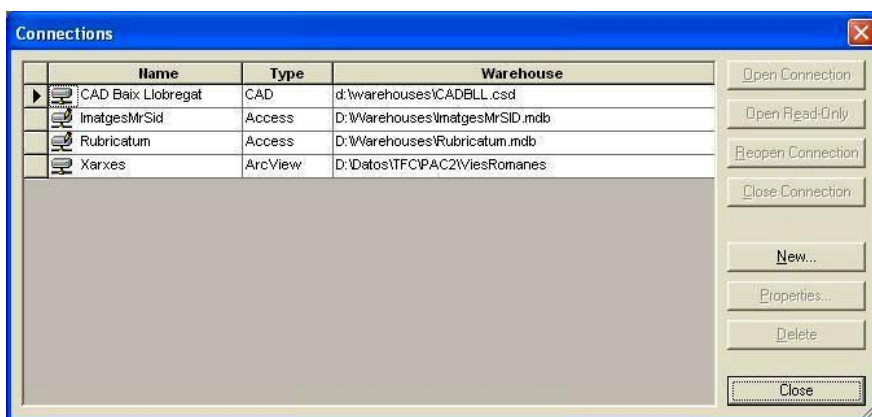 Connections
Name Type Warehouse
CAD Baix Llobregat CAD d:\warehouses\CADBLL.csd
ImatgesMrSid Access D:\Warehouses\ImatgesMrSID.mdb
Rubricatum Access D:\Warehouses\Rubricatum.mdb
Xarxes ArcView D:\Datos\TFC\PAC2\ViesRomanes
Open Connection
Open Read-Only
Reopen Connection
Close Connection
New...
Properties...
Delete
Close